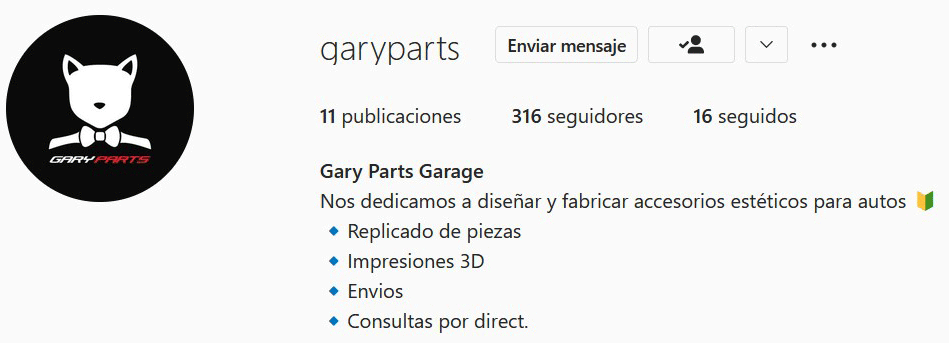 garyparts Enviar mensaje
11 publicaciones 316 seguidores 16 seguidos
GARY PARTS
Gary Parts Garage
Nos dedicamos a diseñar y fabricar accesorios estéticos para autos 🔰
🔹Replicado de piezas
🔹Impresiones 3D
🔹Envios
🔹Consultas por direct.